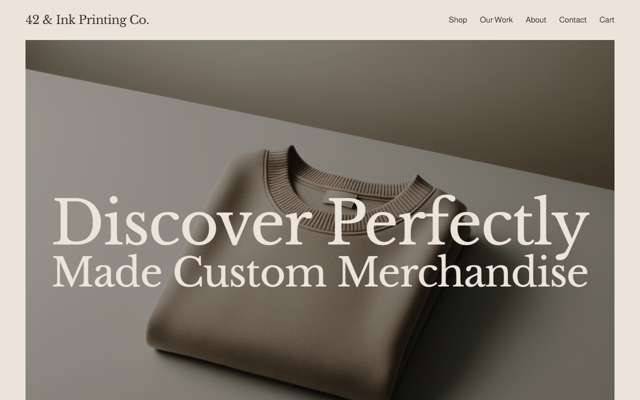 42 & Ink Printing Co.
Shop Our Work About Contact Cart
Discover Perfectly
Made Custom Merchandise